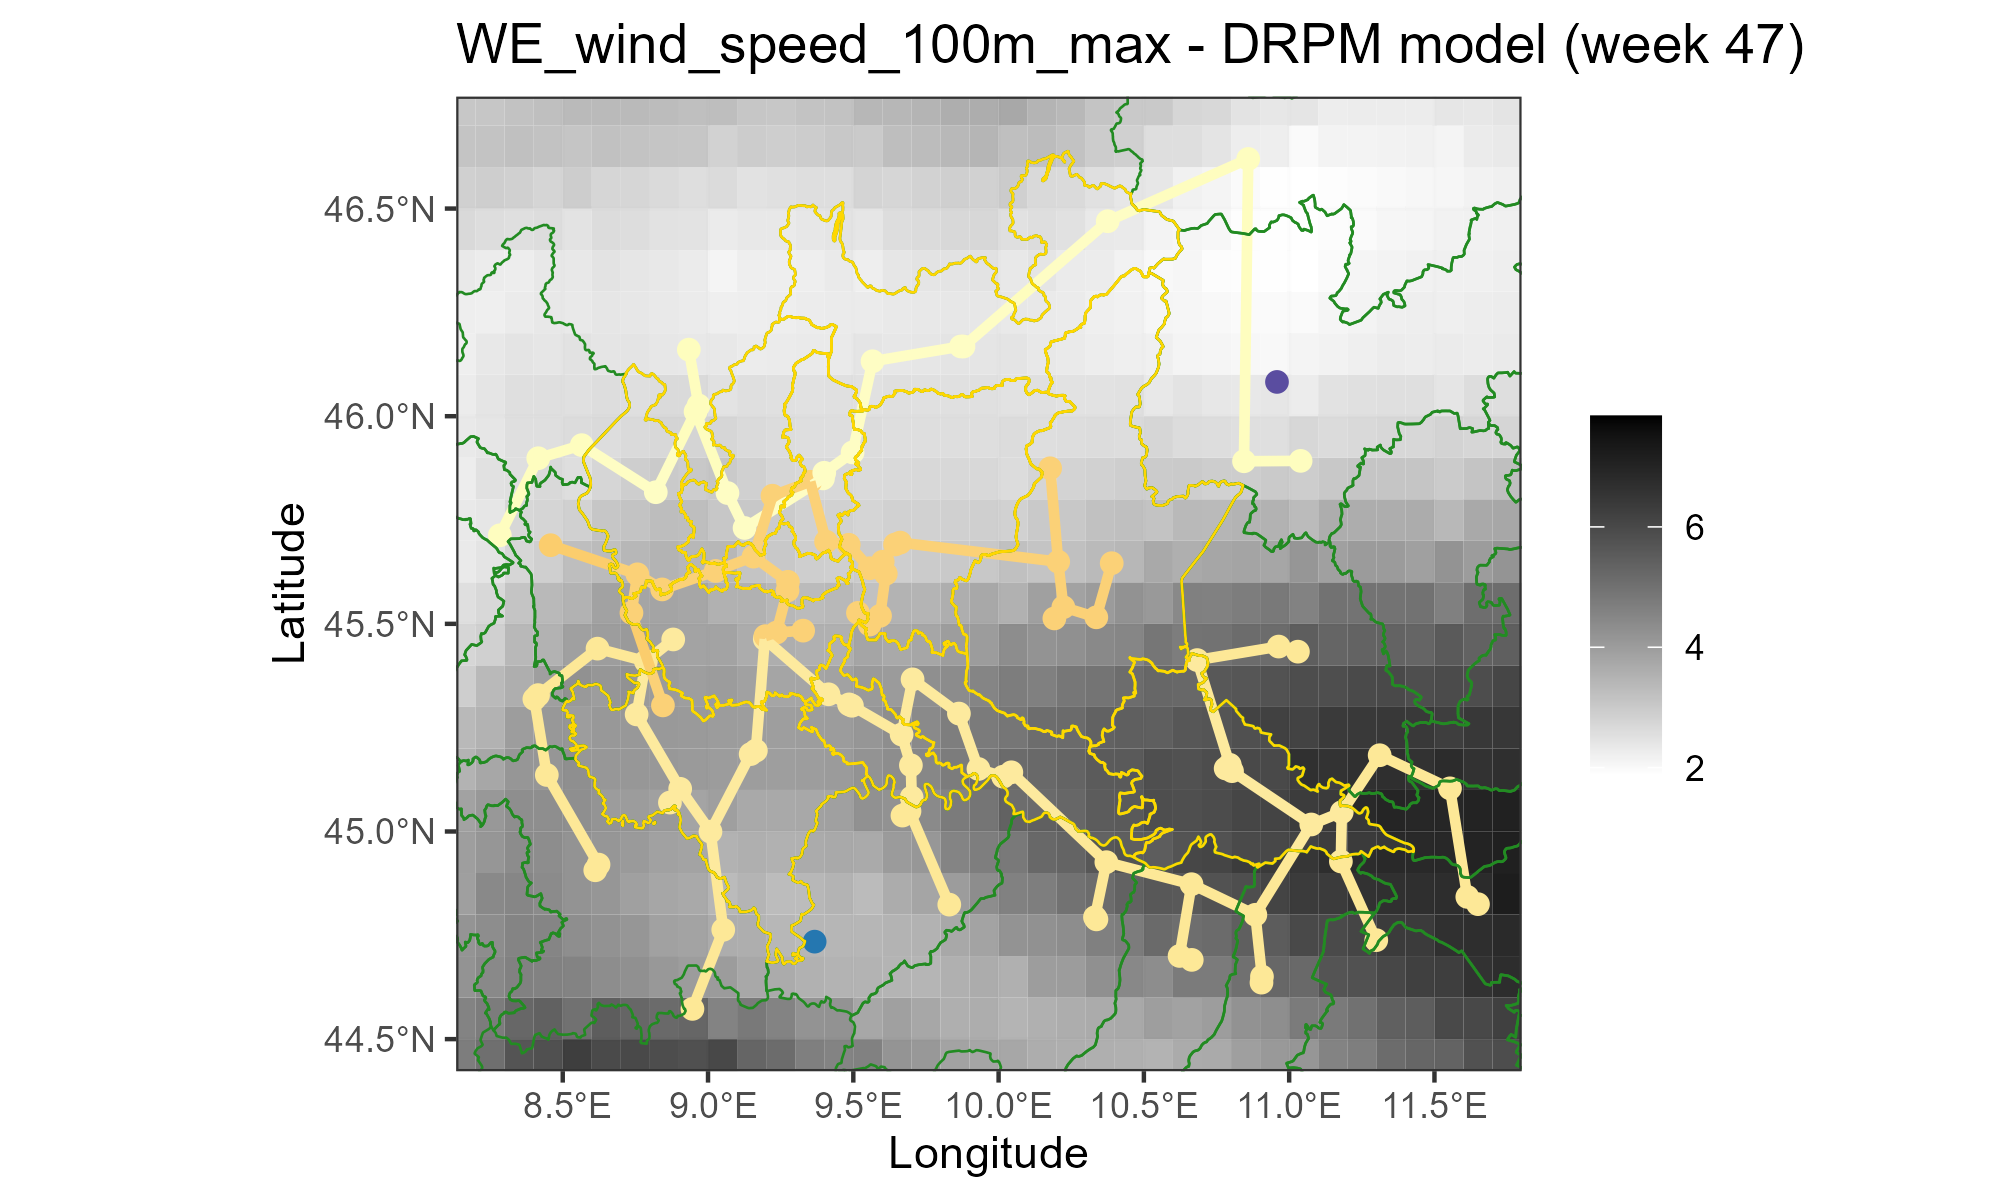 WE_wind_speed_100m_max - DRPM model (week 47)
46.5°N
46.0°N
45.5°N
45.0°N
44.5°N
Latitude
8.5°E
9.0°E
9.5°E
10.0°E
10.5°E
11.0°E
11.5°E
Longitude
6
4
2